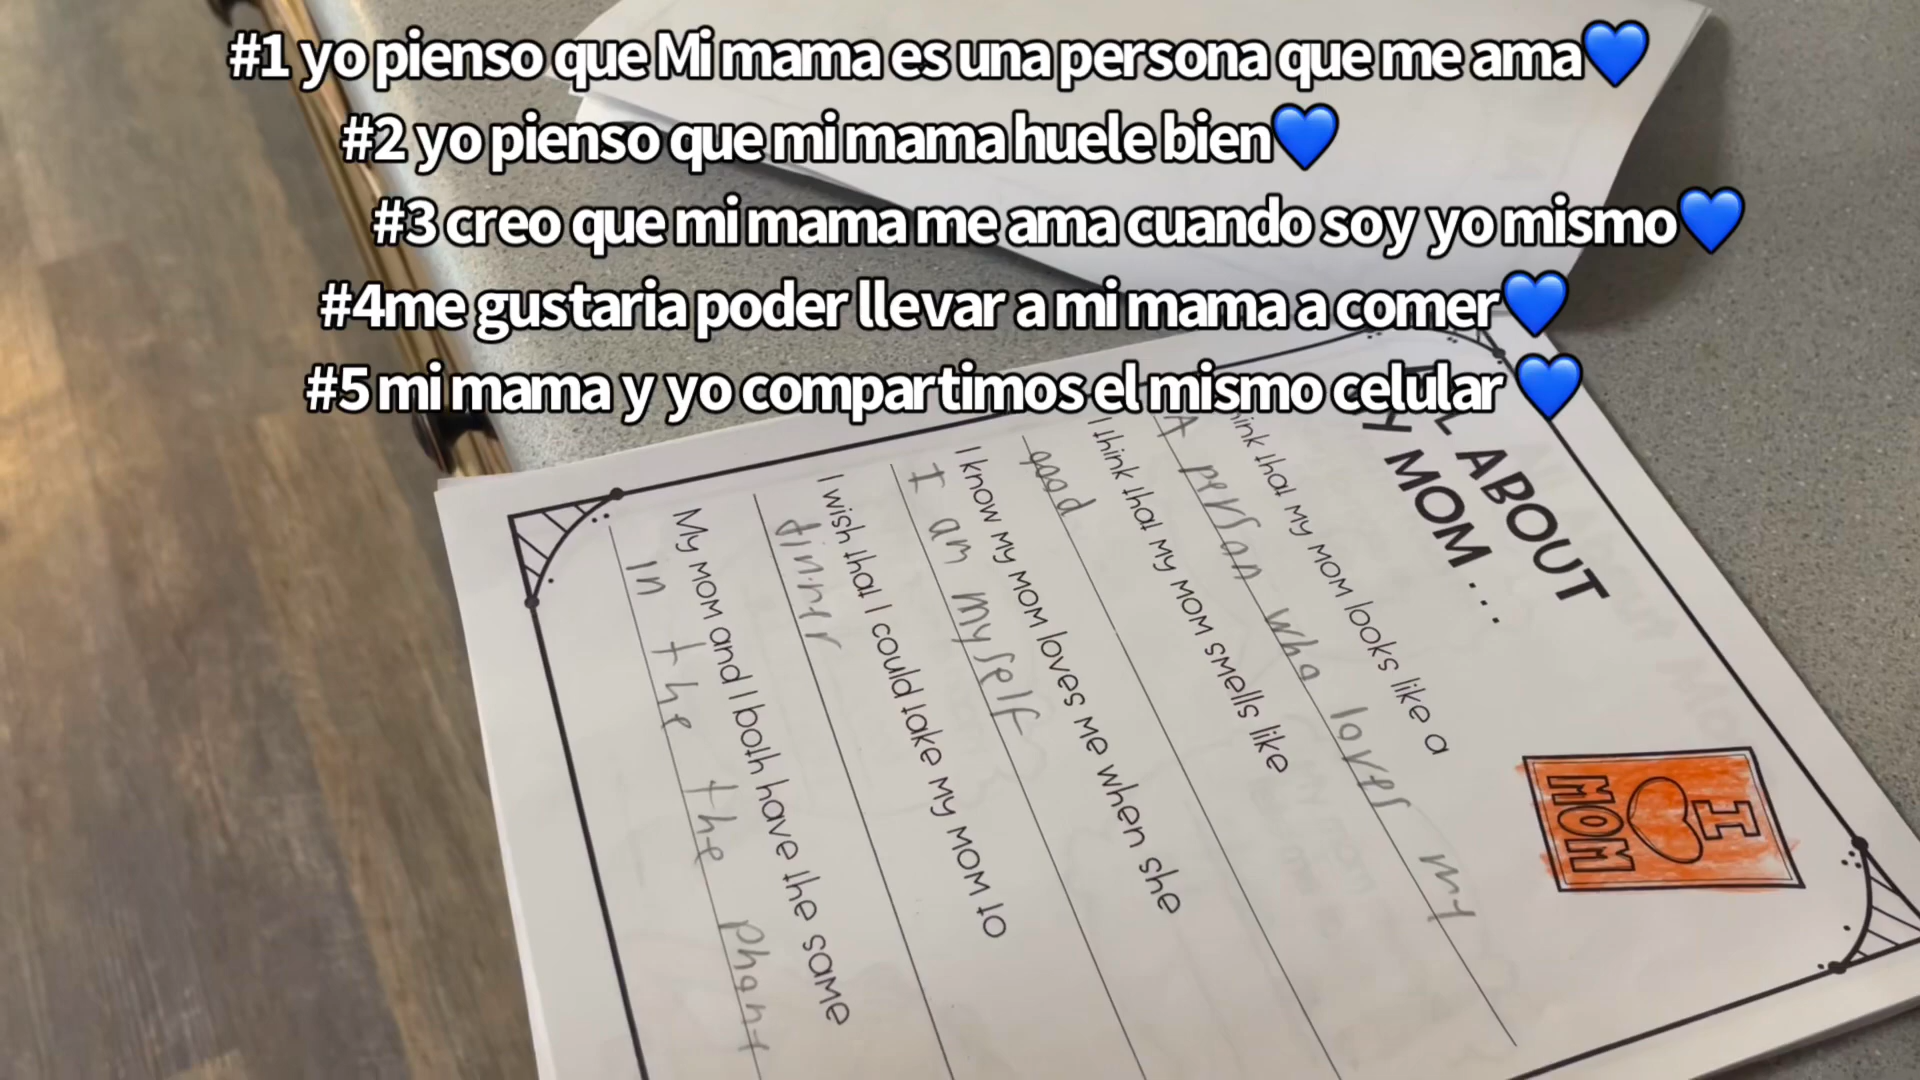 #1 yo pienso que Mi mama es una persona que me ama💙
#2 yo pienso que mi mama huele bien💙
#3 creo que mi mama me ama cuando soy yo mismo💙
#4me gustaria poder llevar a mi mama a comer💙
#5 mi mama y yo compartimos el mismo celular 💙
ABOUT
MY MOM...
I ♡
MOM
think that my mom looks like a
A person who loves my
I think that my mom smells like
good
I know my mom loves me when she
I am myself
I wish that I could take my mom to
dinner
My mom and I both have the same
in the the